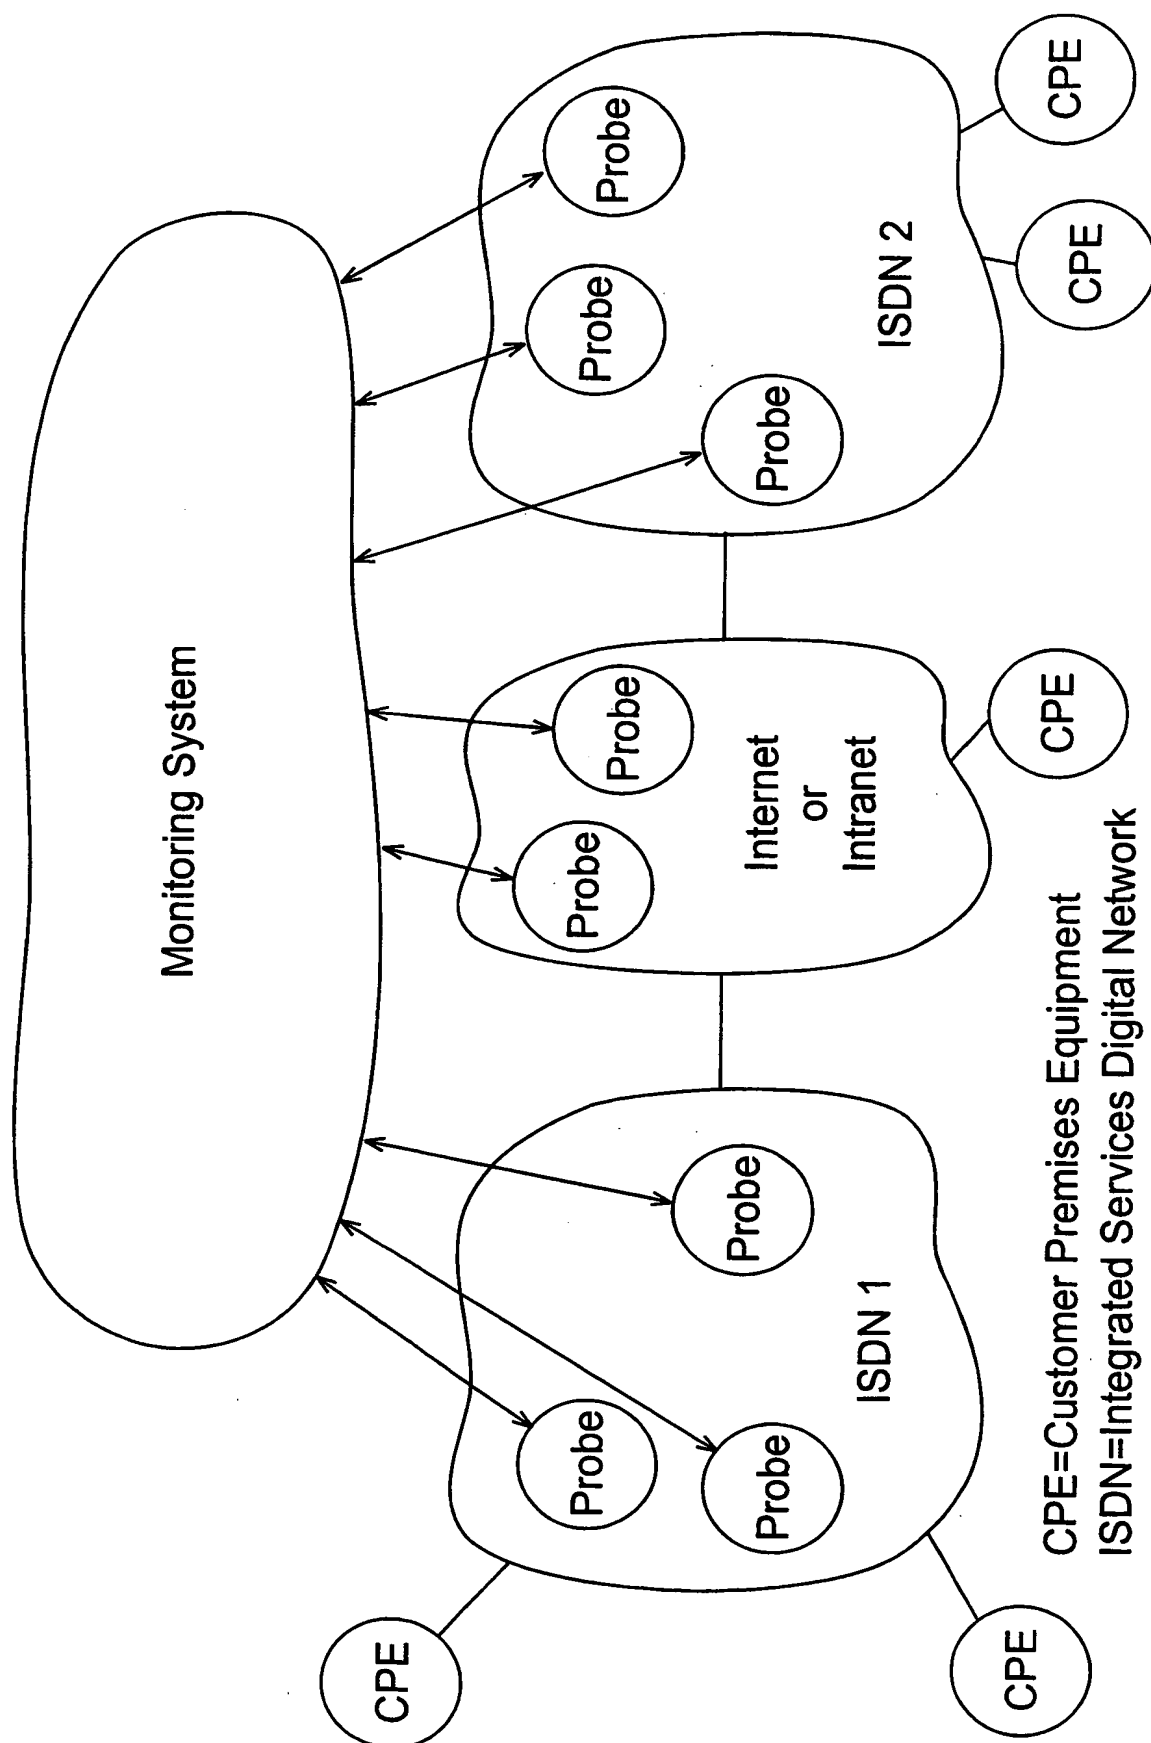 Monitoring System
Probe
Probe
Probe
Probe
Probe
Probe
Probe
Probe
ISDN 1
Internet
or
Intranet
ISDN 2
CPE
CPE
CPE
CPE
CPE
CPE=Customer Premises Equipment
ISDN=Integrated Services Digital Network